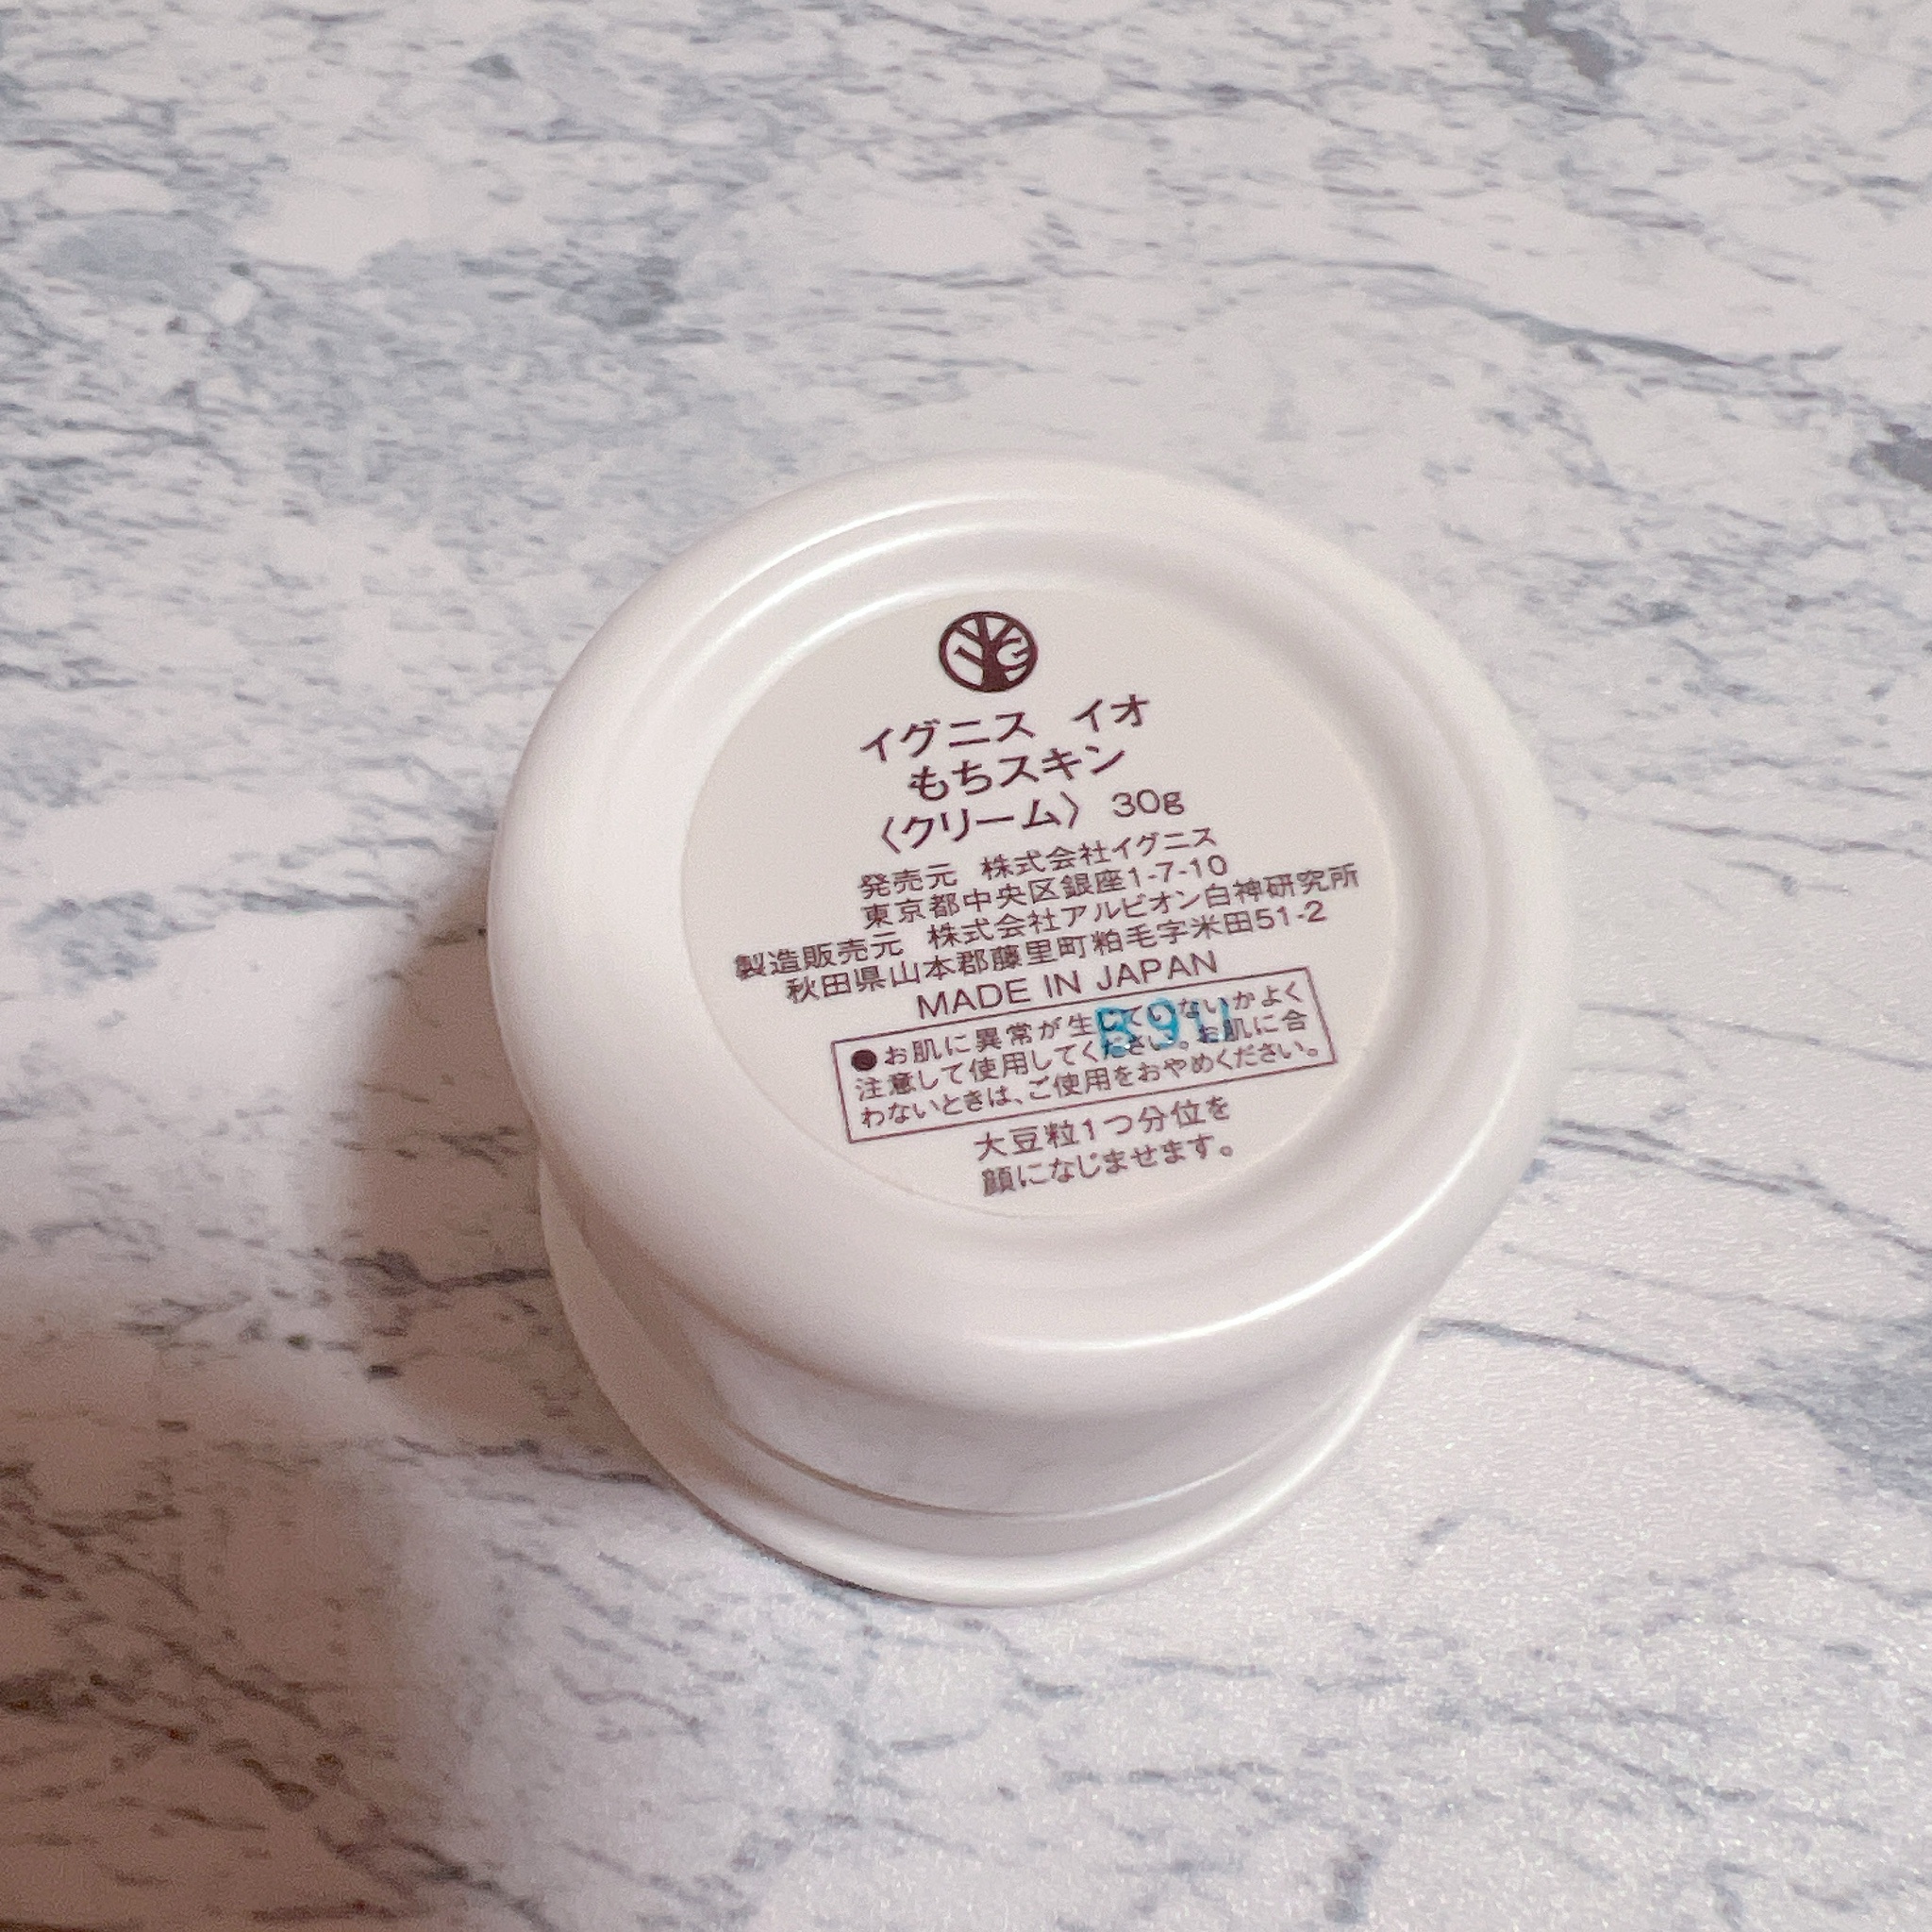 イグニス イオ
もちスキン
〈クリーム〉 30g
発売元 株式会社イグニス
東京都中央区銀座1-7-10
製造販売元 株式会社アルビオン白神研究所
秋田県山本郡藤里町粕毛字米田51-2
MADE IN JAPAN
●お肌に異常が生じていないかよく
注意して使用してください。お肌に合
わないときは、ご使用をおやめください。
大豆粒1つ分位を
顔になじませます。